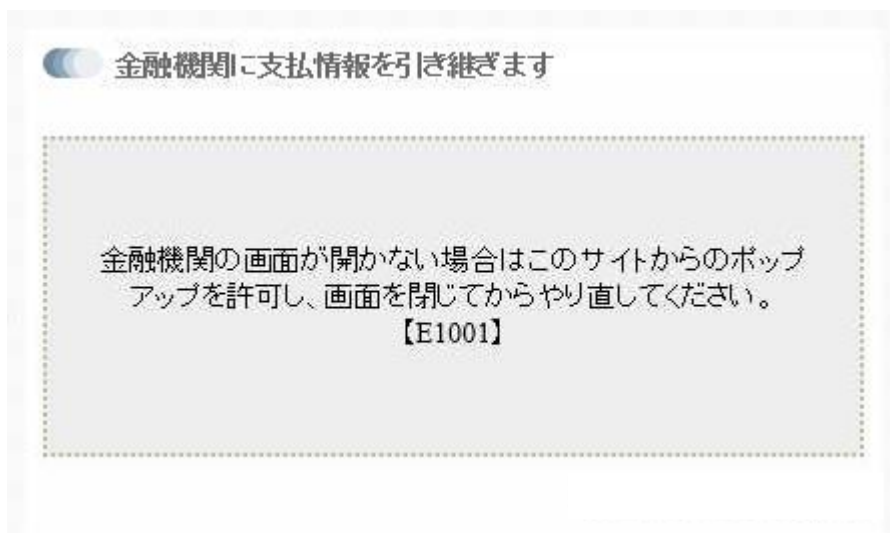 金融機関に支払情報を引き継ぎます
金融機関の画面が開かない場合はこのサイトからのポップ
アップを許可し、画面を閉じてからやり直してください。
【E1001】